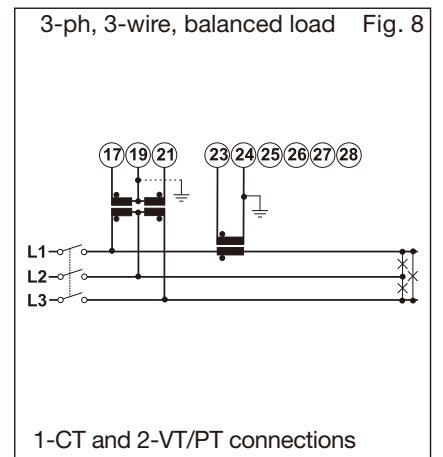 3-ph, 3-wire, balanced load Fig. 8
17 19 21 23 24 25 26 27 28
L1
L2
L3
1-CT and 2-VT/PT connections